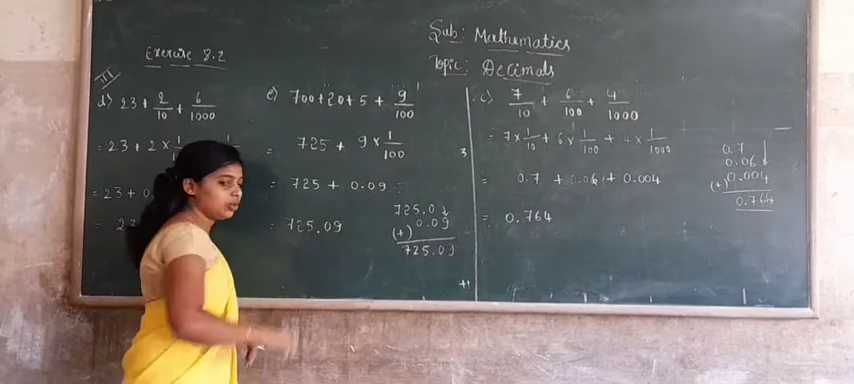 Sub: Mathematics
Topic: Decimals
Exercise 8.2
III
d) 23 + 2/10 + 6/1000
= 23 + 2 × 1/
= 23 + 0
= 23
e) 700 + 20 + 5 + 9/100
= 725 + 9 × 1/100
= 725 + 0.09
= 725.09
725.0
0.09
(+)
725.09
c) 7/10 + 6/100 + 4/1000
= 7 × 1/10 + 6 × 1/100 + 4 × 1/1000
= 0.7 + 0.06 + 0.004
= 0.764
0.7
0.06
(+) 0.004
0.764